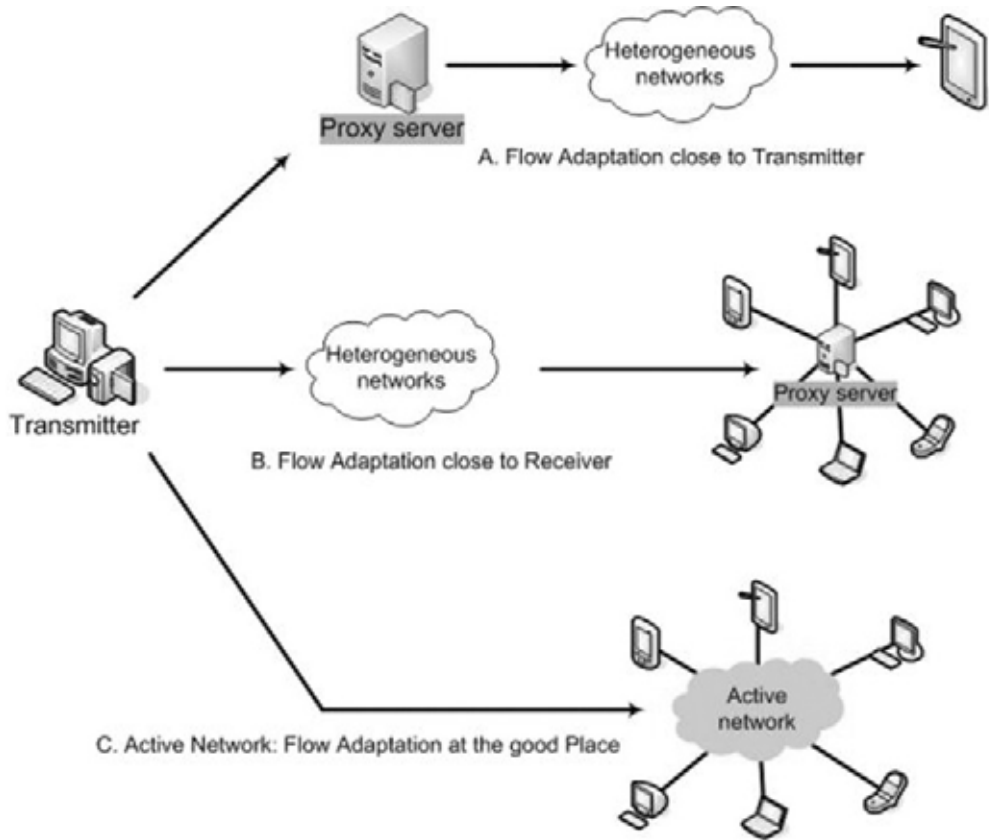 Heterogeneous
networks
Proxy server
A. Flow Adaptation close to Transmitter
Heterogeneous
networks
Proxy server
Transmitter
B. Flow Adaptation close to Receiver
Active
network
C. Active Network: Flow Adaptation at the good Place